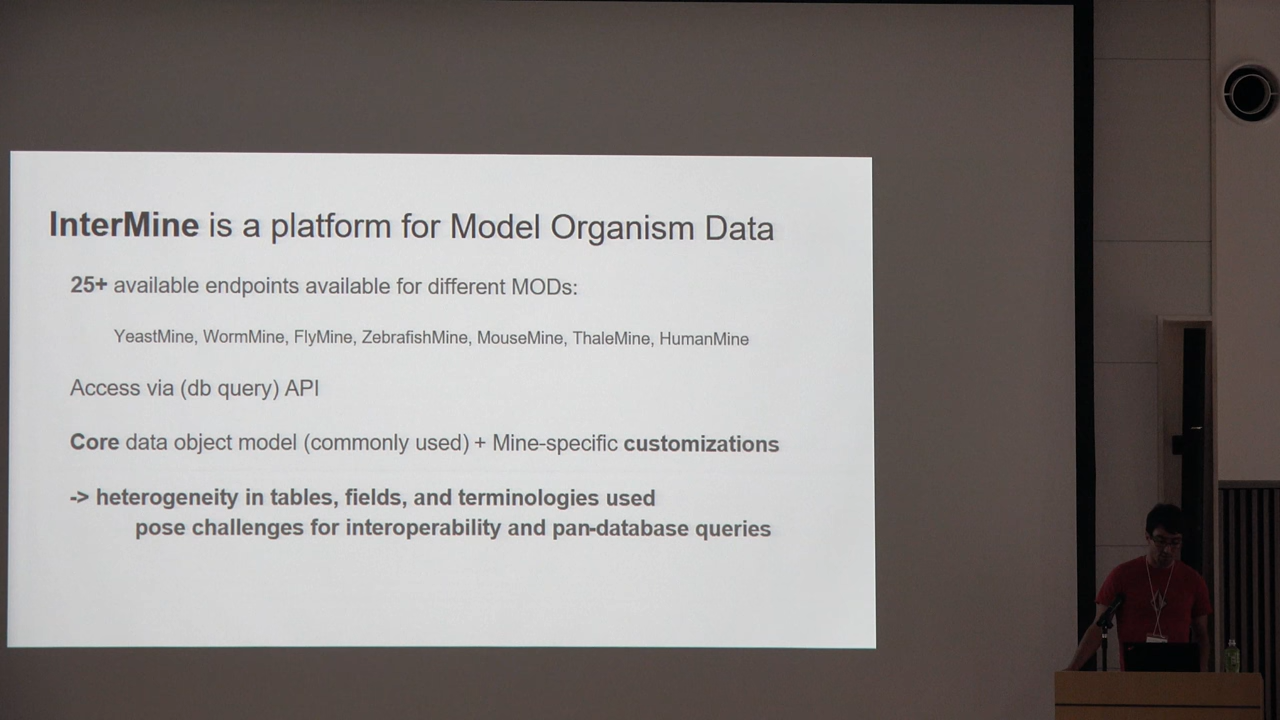 InterMine is a platform for Model Organism Data
25+ available endpoints available for different MODs:
YeastMine, WormMine, FlyMine, ZebrafishMine, MouseMine, ThaleMine, HumanMine
Access via (db query) API
Core data object model (commonly used) + Mine-specific customizations
-> heterogeneity in tables, fields, and terminologies used
pose challenges for interoperability and pan-database queries